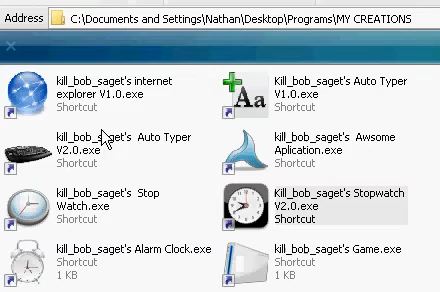 Address C:\Documents and Settings\Nathan\Desktop\Programs\MY CREATIONS
kill_bob_saget's internet
explorer V1.0.exe
Shortcut
kill_bob_saget's Auto Typer
V1.0.exe
Shortcut
kill_bob_saget's Auto Typer
V2.0.exe
Shortcut
kill_bob_saget's Awsome
Aplication.exe
Shortcut
kill_bob_saget's Stop
Watch.exe
Shortcut
Kill_bob_saget's Stopwatch
V2.0.exe
Shortcut
kill_bob_saget's Alarm Clock.exe
Shortcut
1 KB
kill_bob_saget's Game.exe
Shortcut
1 KB
Aa